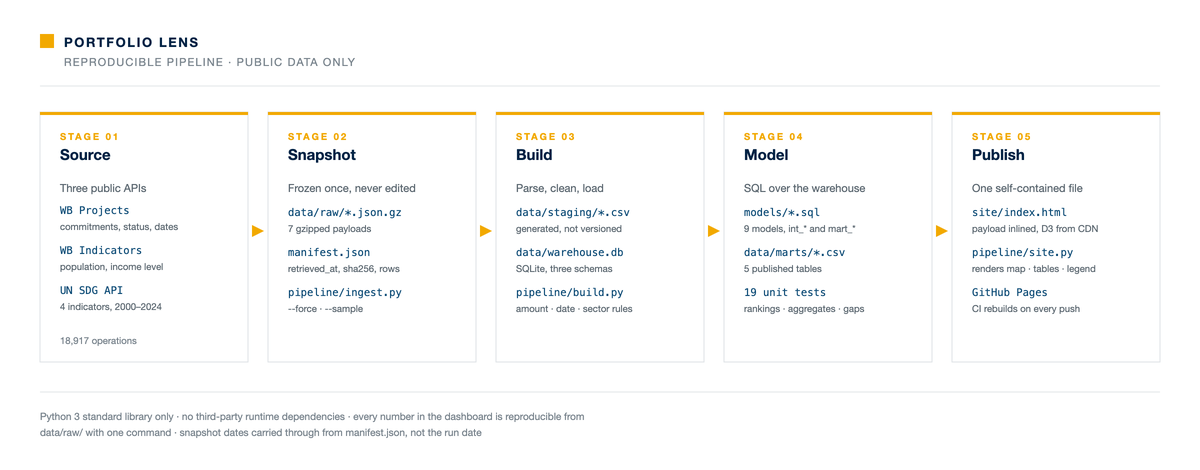 PORTFOLIO LENS
REPRODUCIBLE PIPELINE · PUBLIC DATA ONLY
STAGE 01
Source
Three public APIs
WB Projects
commitments, status, dates
WB Indicators
population, income level
UN SDG API
4 indicators, 2000–2024
18,917 operations
STAGE 02
Snapshot
Frozen once, never edited
data/raw/*.json.gz
7 gzipped payloads
manifest.json
retrieved_at, sha256, rows
pipeline/ingest.py
--force · --sample
STAGE 03
Build
Parse, clean, load
data/staging/*.csv
generated, not versioned
data/warehouse.db
SQLite, three schemas
pipeline/build.py
amount · date · sector rules
STAGE 04
Model
SQL over the warehouse
models/*.sql
9 models, int_* and mart_*
data/marts/*.csv
5 published tables
19 unit tests
rankings · aggregates · gaps
STAGE 05
Publish
One self-contained file
site/index.html
payload inlined, D3 from CDN
pipeline/site.py
renders map · tables · legend
GitHub Pages
CI rebuilds on every push
Python 3 standard library only · no third-party runtime dependencies · every number in the dashboard is reproducible from
data/raw/ with one command · snapshot dates carried through from manifest.json, not the run date